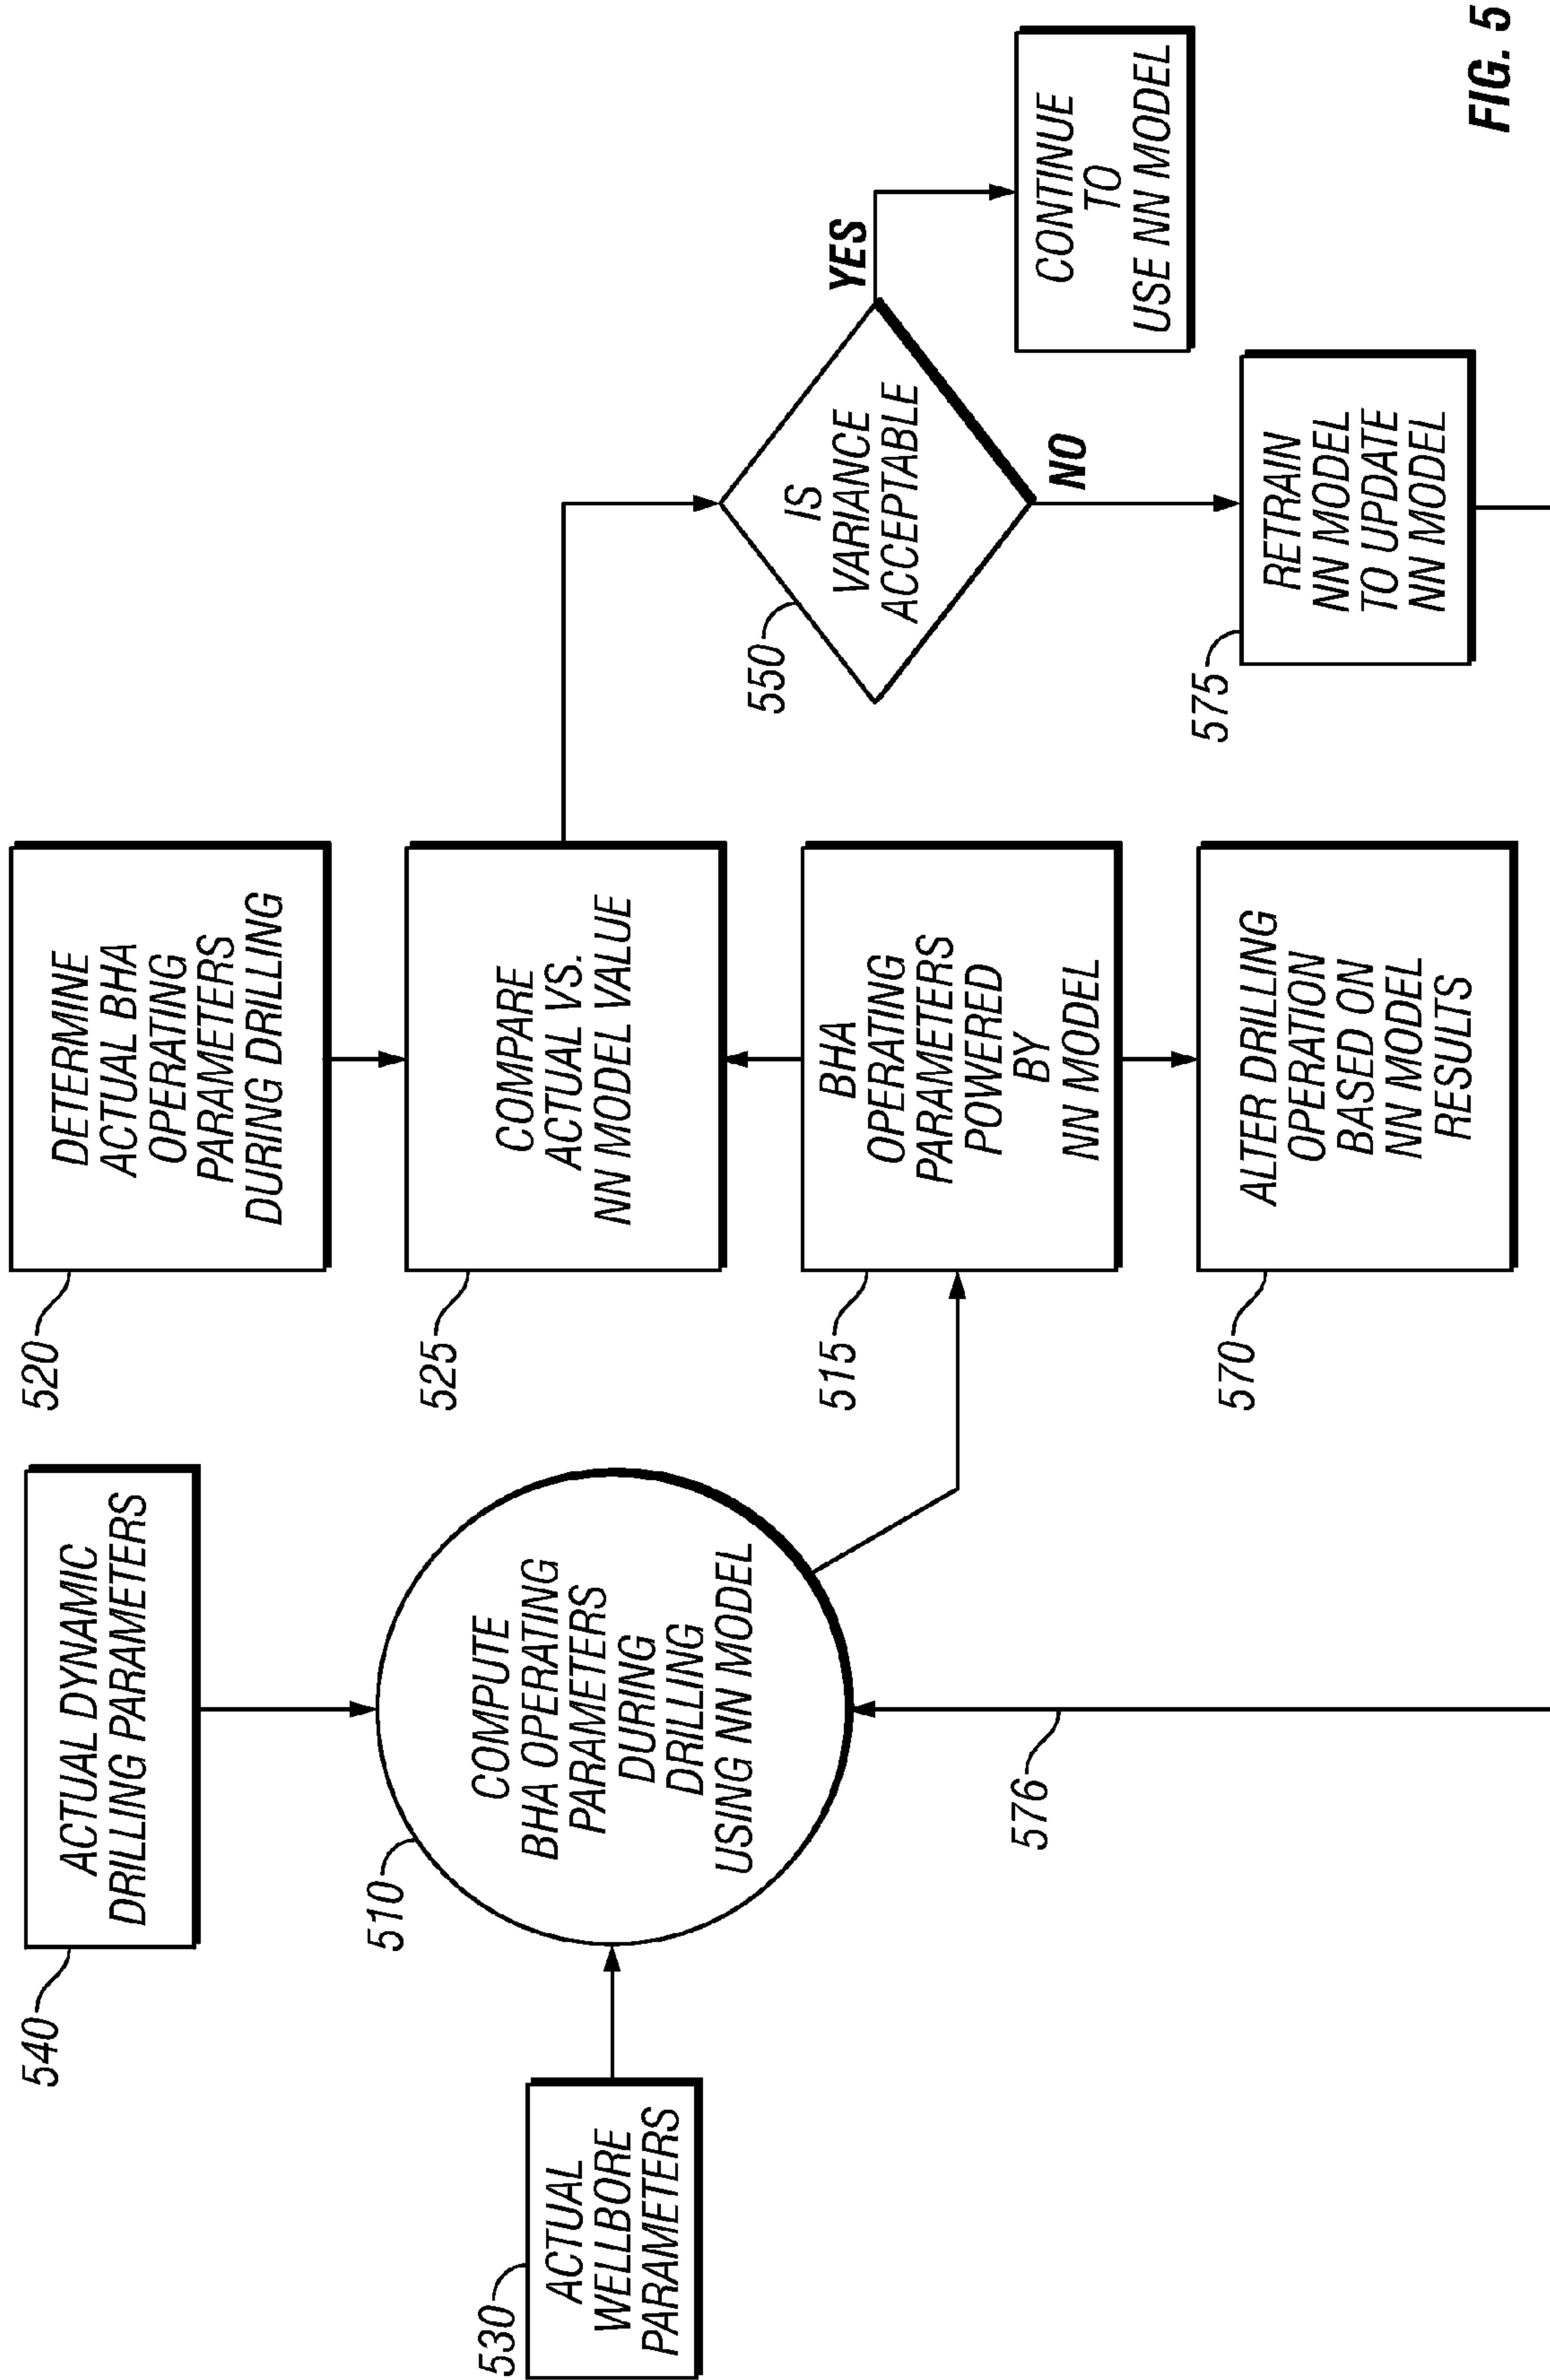 540
ACTUAL DYNAMIC
DRILLING PARAMETERS
530
ACTUAL
WELLBORE
PARAMETERS
510
COMPUTE
BHA OPERATING
PARAMETERS
DURING
DRILLING
USING NN MODEL
576
520
DETERMINE
ACTUAL BHA
OPERATING
PARAMETERS
DURING DRILLING
525
COMPARE
ACTUAL VS.
NN MODEL VALUE
515
BHA
OPERATING
PARAMETERS
POWERED
BY
NN MODEL
570
ALTER DRILLING
OPERATION
BASED ON
NN MODEL
RESULTS
550
IS
VARIANCE
ACCEPTABLE
YES
NO
CONTINUE
TO
USE NN MODEL
575
RETRAIN
NN MODEL
TO UPDATE
NN MODEL
FIG. 5